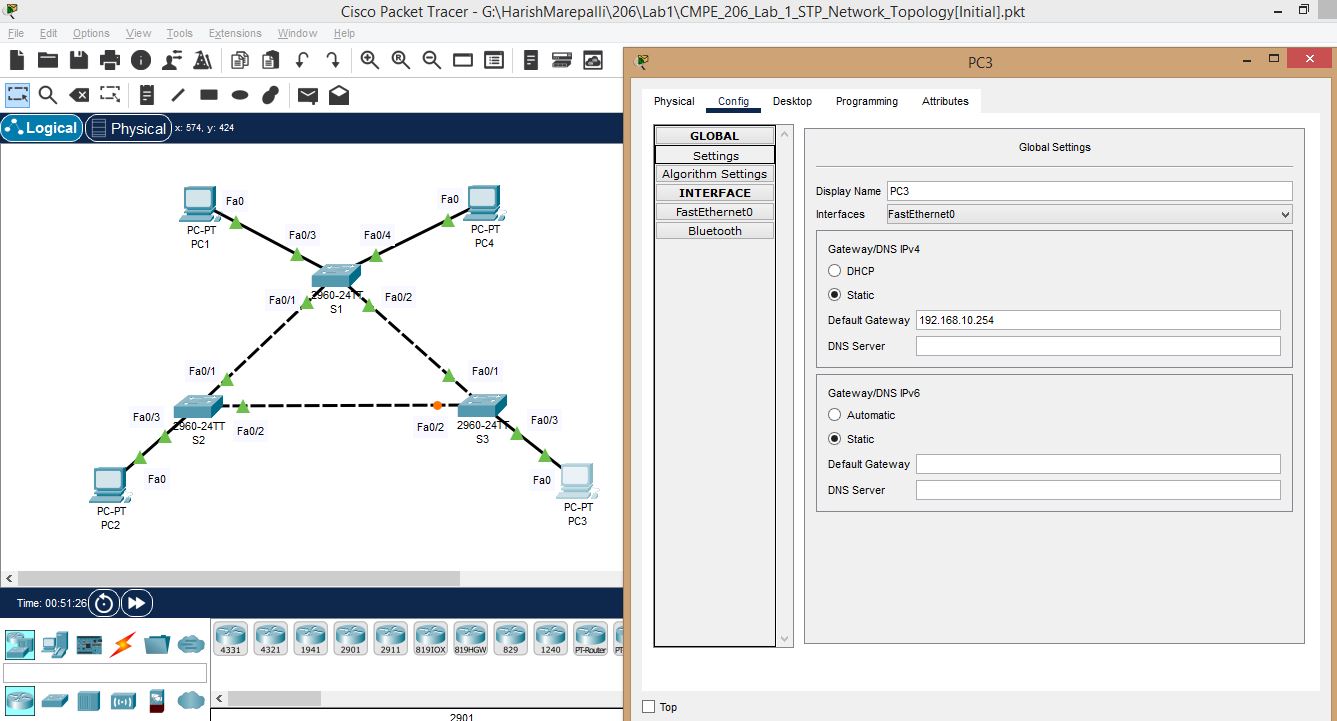 Cisco Packet Tracer - G:\HarishMarepalli\206\Lab1\CMPE_206_Lab_1_STP_Network_Topology[Initial].pkt
File Edit Options View Tools Extensions Window Help
Logical Physical x: 574, y: 424
Fa0
PC-PT
PC1
Fa0
PC-PT
PC4
Fa0/3
Fa0/4
Fa0/1
2960-24TT
S1
Fa0/2
Fa0/1
Fa0/1
Fa0/3
2960-24TT
S2
Fa0/2
Fa0/2
2960-24TT
S3
Fa0/3
Fa0
PC-PT
PC2
Fa0
PC-PT
PC3
Time: 00:51:26
4331 4321 1941 2901 2911 819IOX 819HGW 829 1240 PT-Router
2901
PC3
Physical Config Desktop Programming Attributes
GLOBAL
Settings
Algorithm Settings
INTERFACE
FastEthernet0
Bluetooth
Global Settings
Display Name PC3
Interfaces FastEthernet0
Gateway/DNS IPv4
DHCP
Static
Default Gateway 192.168.10.254
DNS Server
Gateway/DNS IPv6
Automatic
Static
Default Gateway
DNS Server
Top